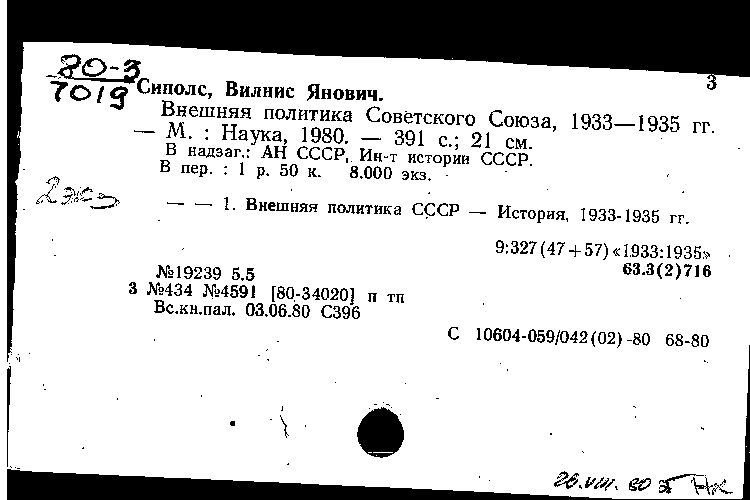 80-3
7019
3
Сиполс, Вилнис Янович.
Внешняя политика Советского Союза, 1933—1935 гг.
— М. : Наука, 1980. — 391 с.; 21 см.
В надзаг.: АН СССР, Ин-т истории СССР.
В пер. : 1 р. 50 к. 8.000 экз.
2 экз
— — 1. Внешняя политика СССР — История, 1933-1935 гг.
9:327(47+57)«1933:1935»
63.3(2)716
№19239 5.5
3 №434 №4591 [80-34020] п тп
Вс.кн.пал. 03.06.80 С396
С 10604-059/042(02)-80 68-80
26.VIII.80